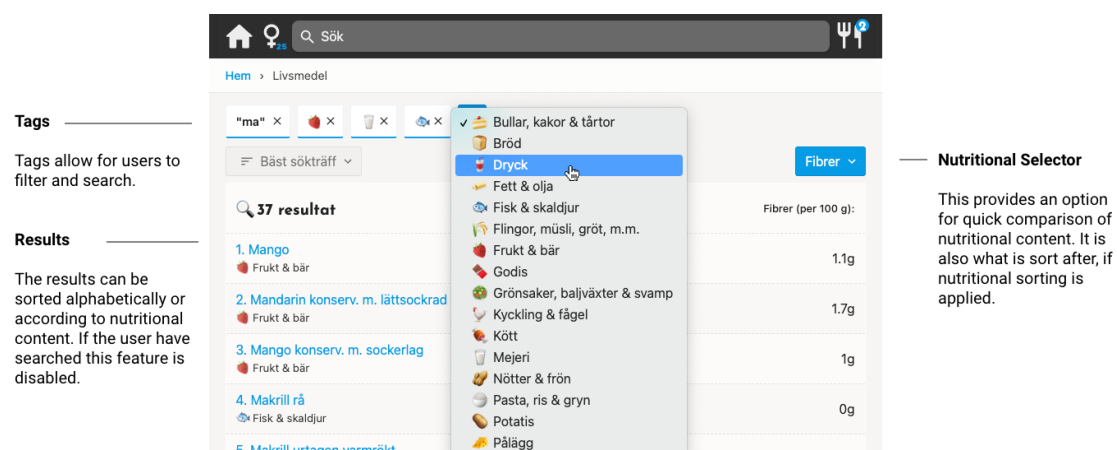 25
Sök
2
Hem › Livsmedel
Tags
Tags allow for users to
filter and search.
Results
The results can be
sorted alphabetically or
according to nutritional
content. If the user have
searched this feature is
disabled.
"ma" ×
×
×
×
Bäst sökträff
Fibrer
37 resultat
Fibrer (per 100 g):
1. Mango
Frukt & bär
1.1g
2. Mandarin konserv. m. lättsockrad
Frukt & bär
1.7g
3. Mango konserv. m. sockerlag
Frukt & bär
1g
4. Makrill rå
Fisk & skaldjur
0g
5. Makrill urtagen varmrökt
✓ Bullar, kakor & tårtor
Bröd
Dryck
Fett & olja
Fisk & skaldjur
Flingor, müsli, gröt, m.m.
Frukt & bär
Godis
Grönsaker, baljväxter & svamp
Kyckling & fågel
Kött
Mejeri
Nötter & frön
Pasta, ris & gryn
Potatis
Pålägg
Nutritional Selector
This provides an option
for quick comparison of
nutritional content. It is
also what is sort after, if
nutritional sorting is
applied.